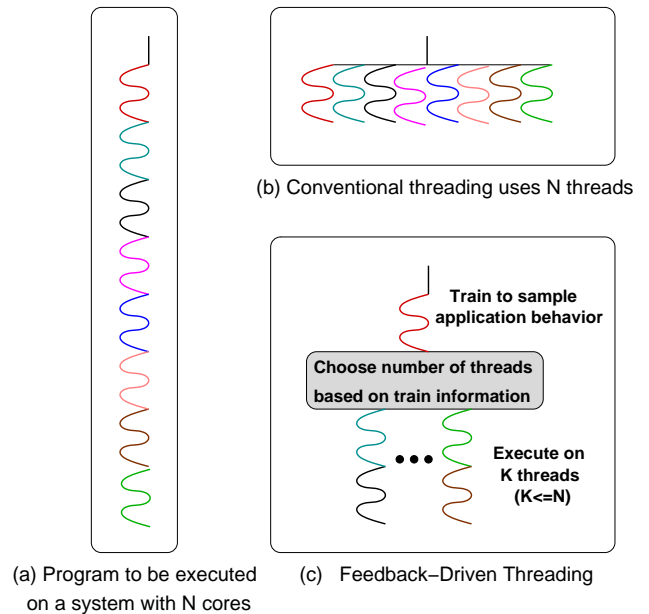 (b) Conventional threading uses N threads
Train to sample
application behavior
Choose number of threads
based on train information
Execute on
K threads
(K<=N)
(a) Program to be executed
on a system with N cores
(c) Feedback−Driven Threading